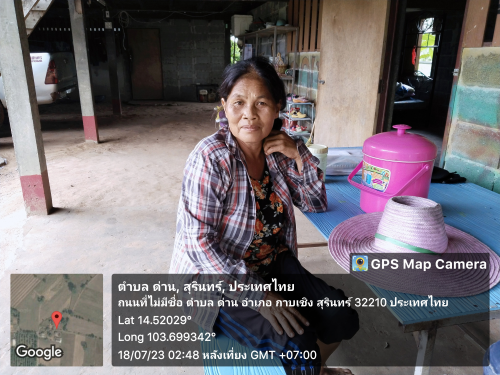 GPS Map Camera
ตำบล ด่าน, สุรินทร์, ประเทศไทย
ถนนที่ไม่มีชื่อ ตำบล ด่าน อำเภอ กาบเชิง สุรินทร์ 32210 ประเทศไทย
Lat 14.52029°
Long 103.699342°
18/07/23 02:48 หลังเที่ยง GMT +07:00
Google